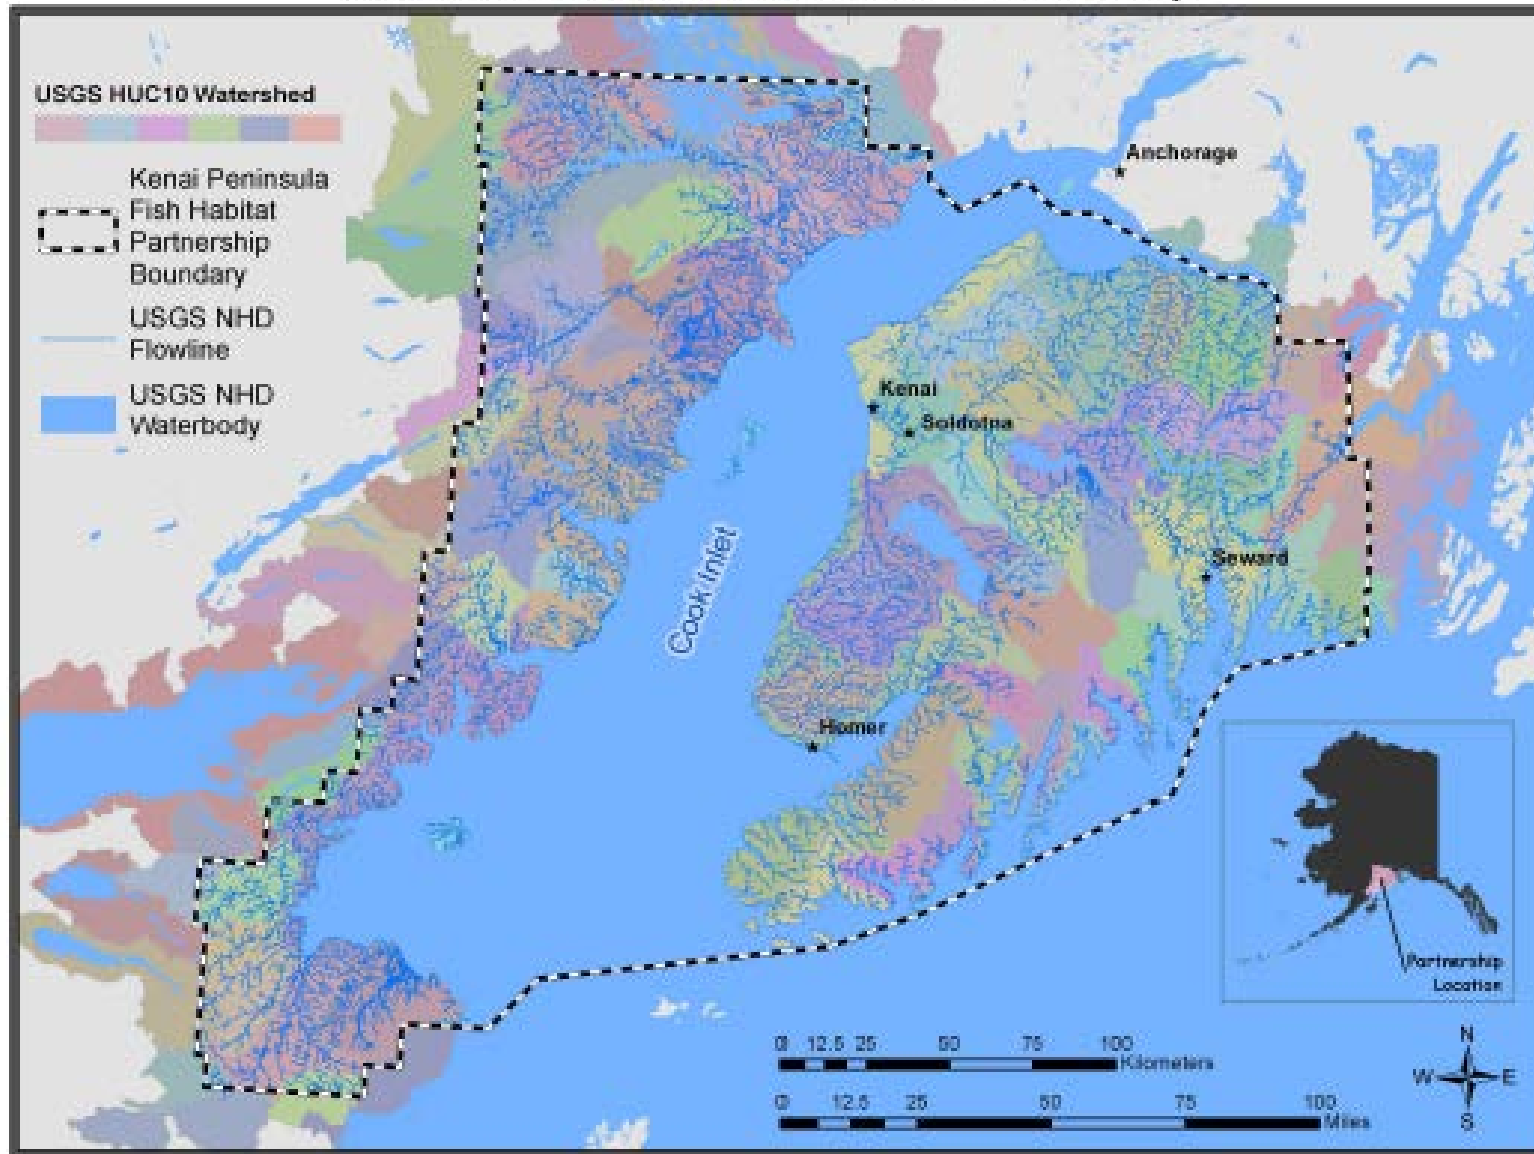 USGS HUC10 Watershed
Kenai Peninsula
Fish Habitat
Partnership
Boundary
USGS NHD
Flowline
USGS NHD
Waterbody
Anchorage
Kenai
Soldotna
Seward
Cook Inlet
Homer
Partnership
Location
0 12.5 25 50 75 100
Kilometers
0 12.5 25 50 75 100
Miles
N
W E
S